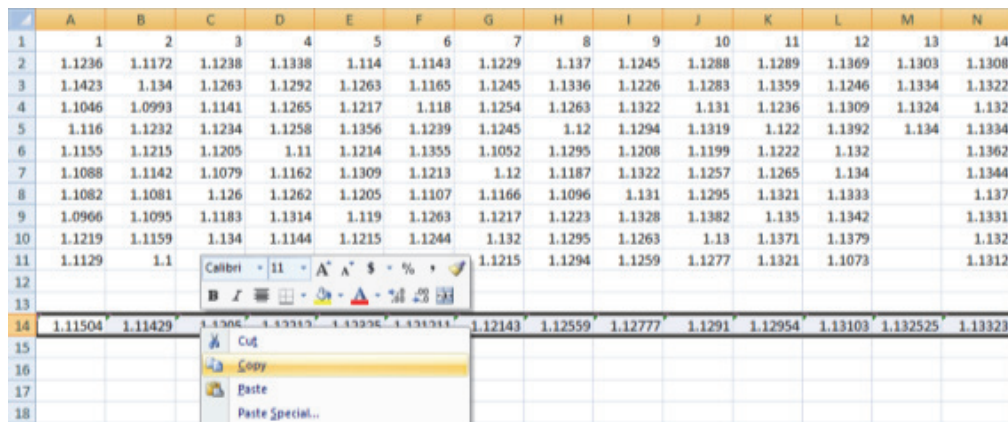 A B C D E F G H I J K L M N
1 1 2 3 4 5 6 7 8 9 10 11 12 13 14
2 1.1236 1.1172 1.1238 1.1338 1.114 1.1143 1.1229 1.137 1.1245 1.1288 1.1289 1.1369 1.1303 1.1308
3 1.1423 1.134 1.1263 1.1292 1.1263 1.1165 1.1245 1.1336 1.1226 1.1283 1.1359 1.1246 1.1334 1.1322
4 1.1046 1.0993 1.1141 1.1265 1.1217 1.118 1.1254 1.1263 1.1322 1.131 1.1236 1.1309 1.1324 1.132
5 1.116 1.1232 1.1234 1.1258 1.1356 1.1239 1.1245 1.12 1.1294 1.1319 1.122 1.1392 1.134 1.1334
6 1.1155 1.1215 1.1205 1.11 1.1214 1.1355 1.1052 1.1295 1.1208 1.1199 1.1222 1.132 1.1362
7 1.1088 1.1142 1.1079 1.1162 1.1309 1.1213 1.12 1.1187 1.1322 1.1257 1.1265 1.134 1.1344
8 1.1082 1.1081 1.126 1.1262 1.1205 1.1107 1.1166 1.1096 1.131 1.1295 1.1321 1.1333 1.137
9 1.0966 1.1095 1.1183 1.1314 1.119 1.1263 1.1217 1.1223 1.1328 1.1382 1.135 1.1342 1.1331
10 1.1219 1.1159 1.134 1.1144 1.1215 1.1244 1.132 1.1295 1.1263 1.13 1.1371 1.1379 1.132
11 1.1129 1.1 1.1215 1.1294 1.1259 1.1277 1.1321 1.1073 1.1312
Calibri 11 A A $ % ,
B I A
12
13
14 1.11504 1.11429 1.1205 1.12143 1.12559 1.12777 1.1291 1.12954 1.13103 1.132525 1.13323
15
Cut
16
Copy
17
Paste
18
Paste Special...